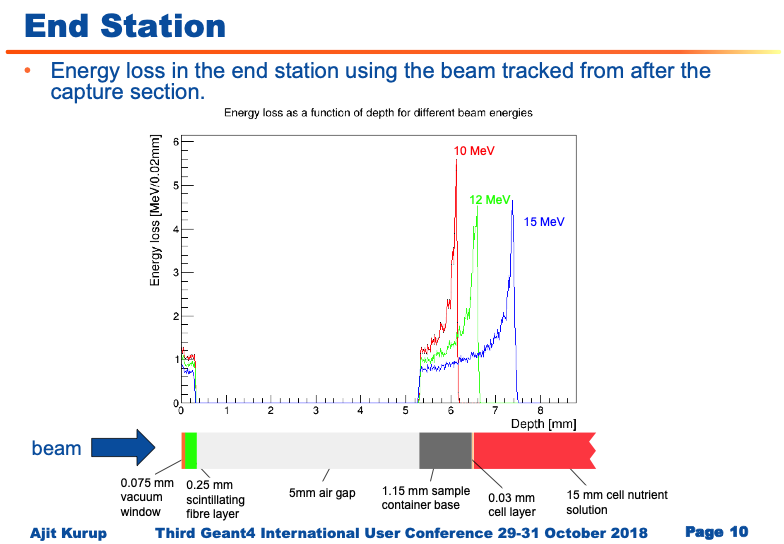 End Station
• Energy loss in the end station using the beam tracked from after the
capture section.
Energy loss as a function of depth for different beam energies
Energy loss [MeV/0.02mm]
6
5
4
3
2
1
0
10 MeV
12 MeV
15 MeV
0 1 2 3 4 5 6 7 8
Depth [mm]
beam
0.075 mm
vacuum
window
0.25 mm
scintillating
fibre layer
5mm air gap
1.15 mm sample
container base
0.03 mm
cell layer
15 mm cell nutrient
solution
Ajit Kurup Third Geant4 International User Conference 29-31 October 2018 Page 10